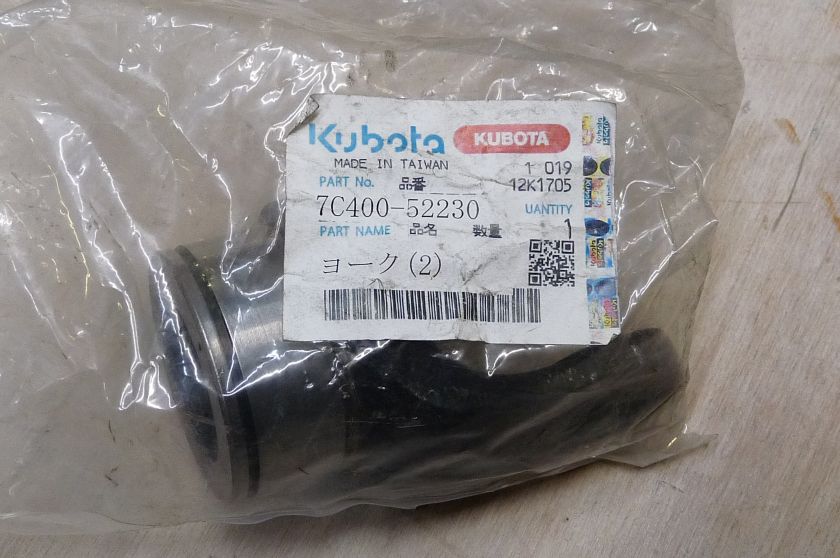 Kubota KUBOTA
MADE IN TAIWAN 1 019
PART No. 品番 12K1705
7C400-52230 UANTITY
PART NAME 品名 数量 1
ヨーク(2)
Kubota